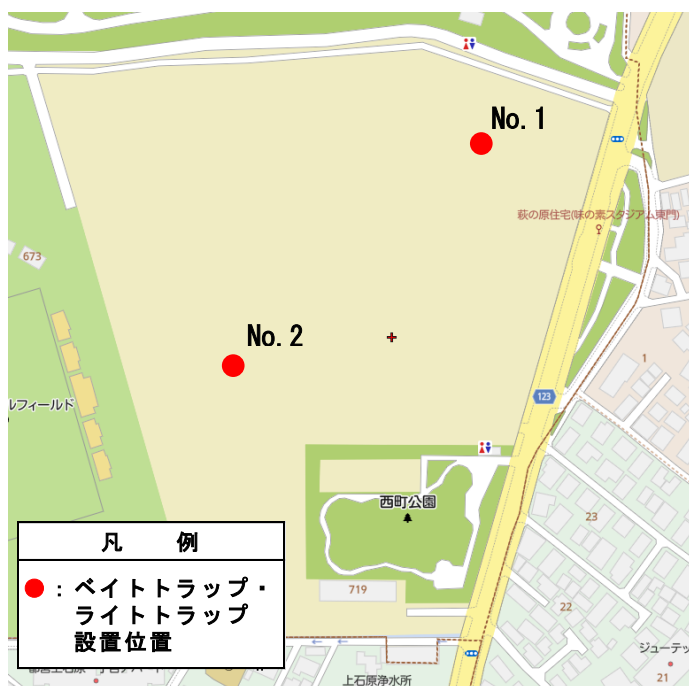 No. 1
萩の原住宅(味の素スタジアム東門)
673
No. 2
1
123
ルフィールド
西町公園
23
凡　例
：ベイトトラップ・
ライトトラップ
設置位置
719
22
ジューテッ
上石原浄水所
21